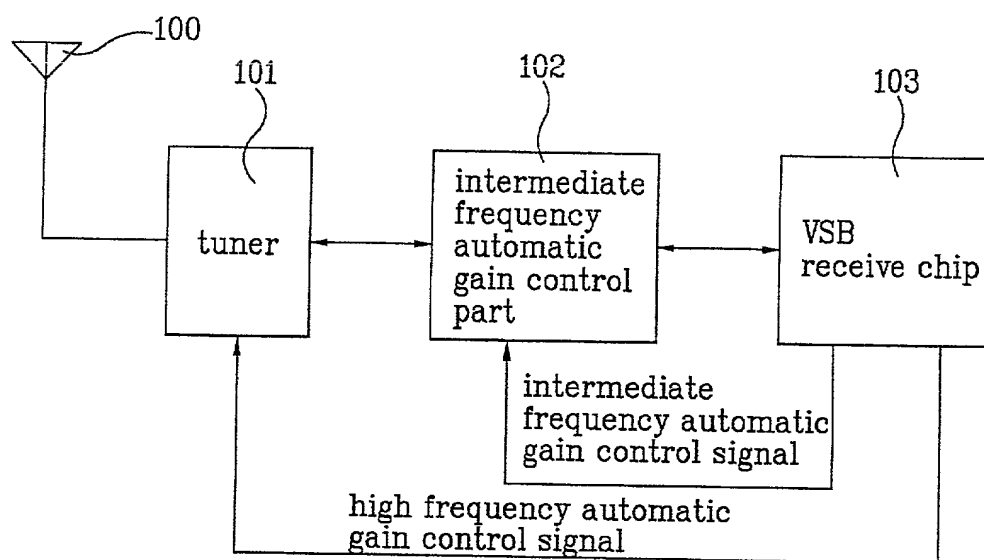 100
101
102
103
tuner
intermediate
frequency
automatic
gain control
part
VSB
receive chip
intermediate
frequency automatic
gain control signal
high frequency automatic
gain control signal